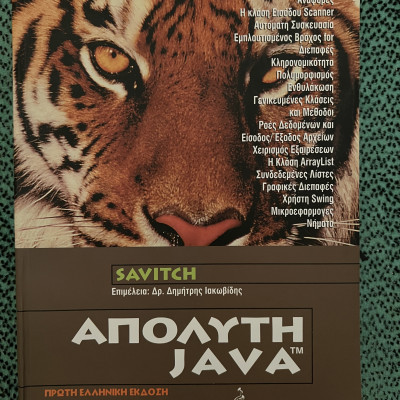 Αναφορές
Η κλάση Εισόδου Scanner
Αυτόματη Συσκευασία
Εμπλουτισμένος Βρόχος for
Διεπαφές
Κληρονομικότητα
Πολυμορφισμός
Ενθυλάκωση
Γενικευμένες Κλάσεις
και Μέθοδοι
Ροές Δεδομένων και
Είσοδος/Έξοδος Αρχείων
Χειρισμός Εξαιρέσεων
Η Κλάση ArrayList
Συνδεδεμένες Λίστες
Γραφικές Διεπαφές
Χρήστη Swing
Μικροεφαρμογές
Νήματα
SAVITCH
Επιμέλεια: Δρ. Δημήτρης Ιακωβίδης
ΑΠΟΛΥΤΗ
JAVA™
ΠΡΩΤΗ ΕΛΛΗΝΙΚΗ ΕΚΔΟΣΗ